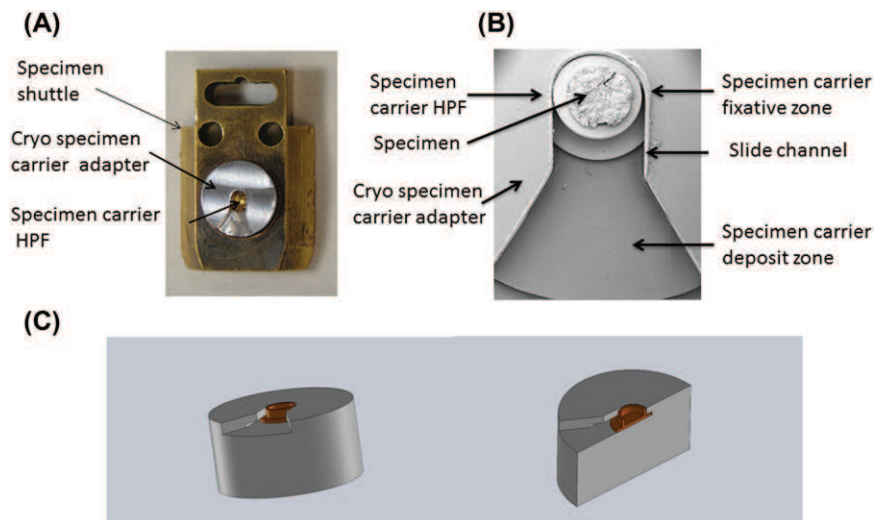 (A)
Specimen
shuttle
Cryo specimen
carrier adapter
Specimen carrier
HPF
(B)
Specimen
carrier HPF
Specimen
Cryo specimen
carrier adapter
Specimen carrier
fixative zone
Slide channel
Specimen carrier
deposit zone
(C)